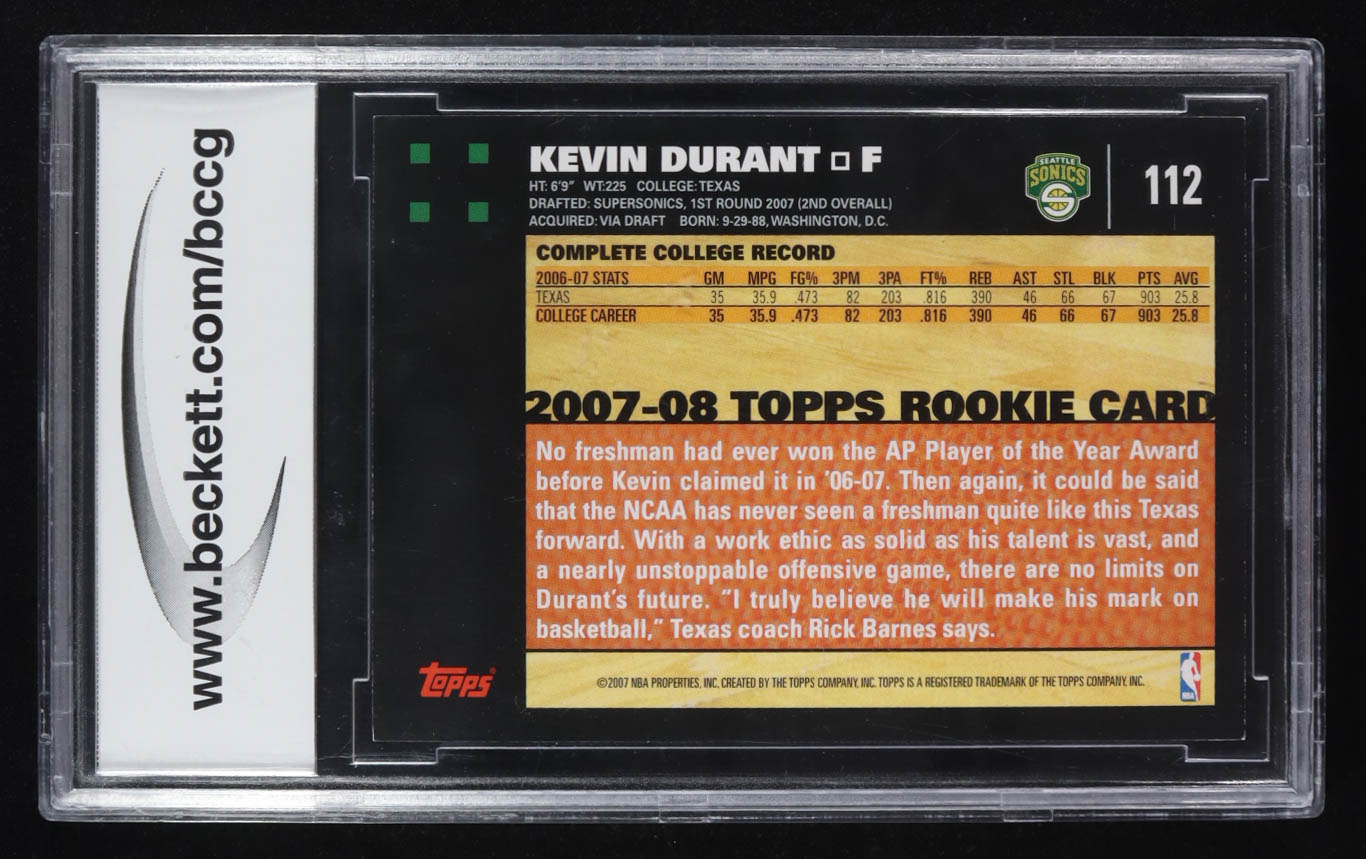 www.beckett.com/bccg
KEVIN DURANT ▫ F
HT: 6'9" WT:225 COLLEGE: TEXAS
DRAFTED: SUPERSONICS, 1ST ROUND 2007 (2ND OVERALL)
ACQUIRED: VIA DRAFT BORN: 9-29-88, WASHINGTON, D.C.
SEATTLE
SONICS
S
112
COMPLETE COLLEGE RECORD
2006-07 STATS GM MPG FG% 3PM 3PA FT% REB AST STL BLK PTS AVG
TEXAS 35 35.9 .473 82 203 .816 390 46 66 67 903 25.8
COLLEGE CAREER 35 35.9 .473 82 203 .816 390 46 66 67 903 25.8
2007-08 TOPPS ROOKIE CARD
No freshman had ever won the AP Player of the Year Award
before Kevin claimed it in '06-07. Then again, it could be said
that the NCAA has never seen a freshman quite like this Texas
forward. With a work ethic as solid as his talent is vast, and
a nearly unstoppable offensive game, there are no limits on
Durant's future. "I truly believe he will make his mark on
basketball," Texas coach Rick Barnes says.
TOPPS®
©2007 NBA PROPERTIES, INC. CREATED BY THE TOPPS COMPANY, INC. TOPPS IS A REGISTERED TRADEMARK OF THE TOPPS COMPANY, INC.
NBA